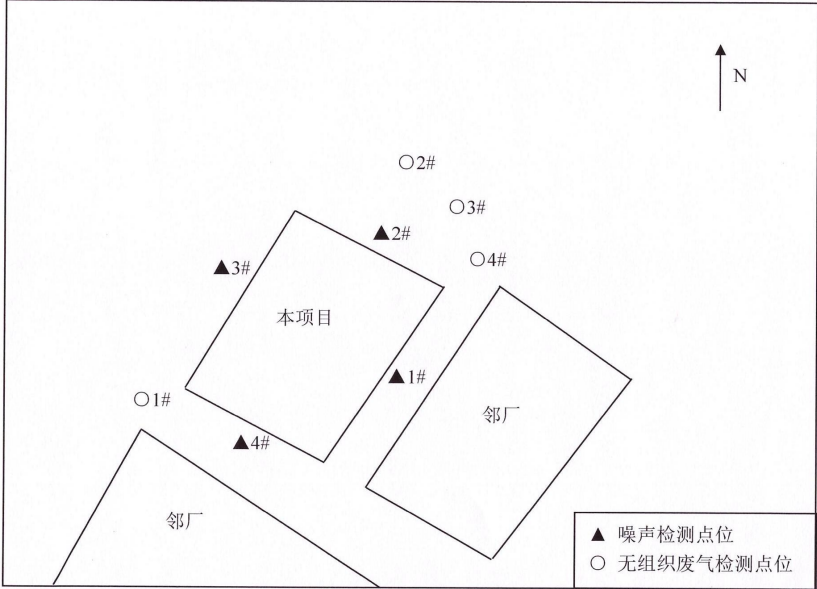 N
○2#
○3#
▲2#
○4#
▲3#
本项目
▲1#
○1#
邻厂
▲4#
邻厂
▲ 噪声检测点位
○ 无组织废气检测点位